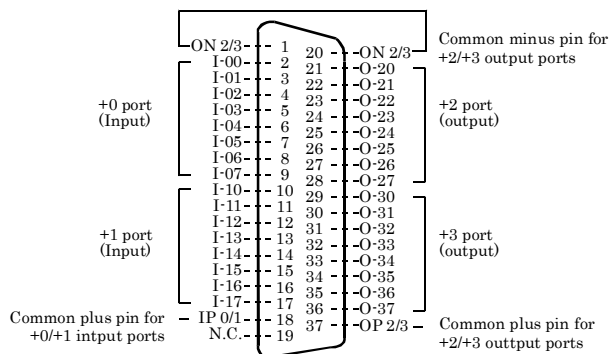 ON 2/3 1
I-00 2
I-01 3
I-02 4
I-03 5
I-04 6
I-05 7
I-06 8
I-07 9
I-10 10
I-11 11
I-12 12
I-13 13
I-14 14
I-15 15
I-16 16
I-17 17
IP 0/1 18
N.C. 19
+0 port
(Input)
+1 port
(Input)
Common plus pin for
+0/+1 intput ports
20 ON 2/3
21 O-20
22 O-21
23 O-22
24 O-23
25 O-24
26 O-25
27 O-26
28 O-27
29 O-30
30 O-31
31 O-32
32 O-33
33 O-34
34 O-35
35 O-36
36 O-37
37 OP 2/3
Common minus pin for
+2/+3 output ports
+2 port
(output)
+3 port
(output)
Common plus pin for
+2/+3 outtput ports